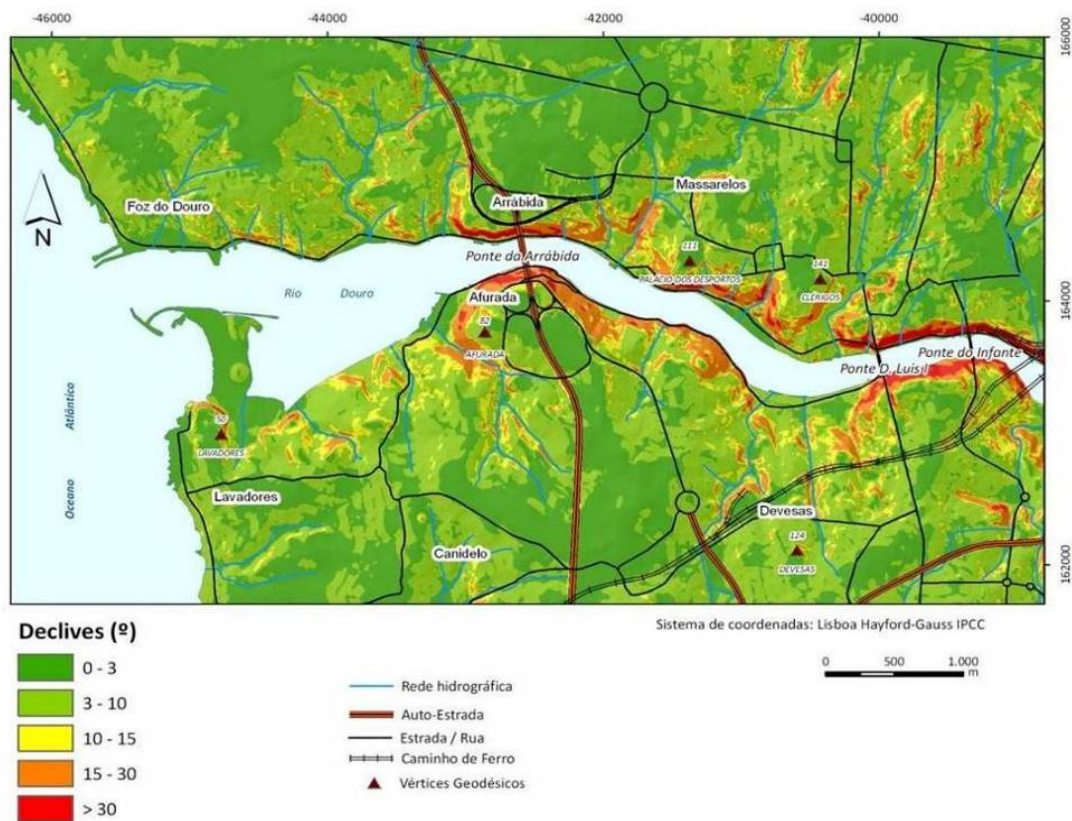 -46000
-44000
-42000
-40000
166000
Massarelos
Foz do Douro
Arrábida
N
111
Ponte da Arrábida
141
PALÁCIO DOS DESPORTOS
CLÉRIGOS
Rio Douro
Afurada
164000
82
AFURADA
Ponte do Infante
Ponte D. Luis I
Oceano Atlântico
50
LAVADORES
Lavadores
Devesas
Canidelo
124
DEVESAS
162000
Sistema de coordenadas: Lisboa Hayford-Gauss IPCC
Declives (º)
0 - 3
3 - 10
10 - 15
15 - 30
> 30
Rede hidrográfica
Auto-Estrada
Estrada / Rua
Caminho de Ferro
Vértices Geodésicos
0 500 1.000
m